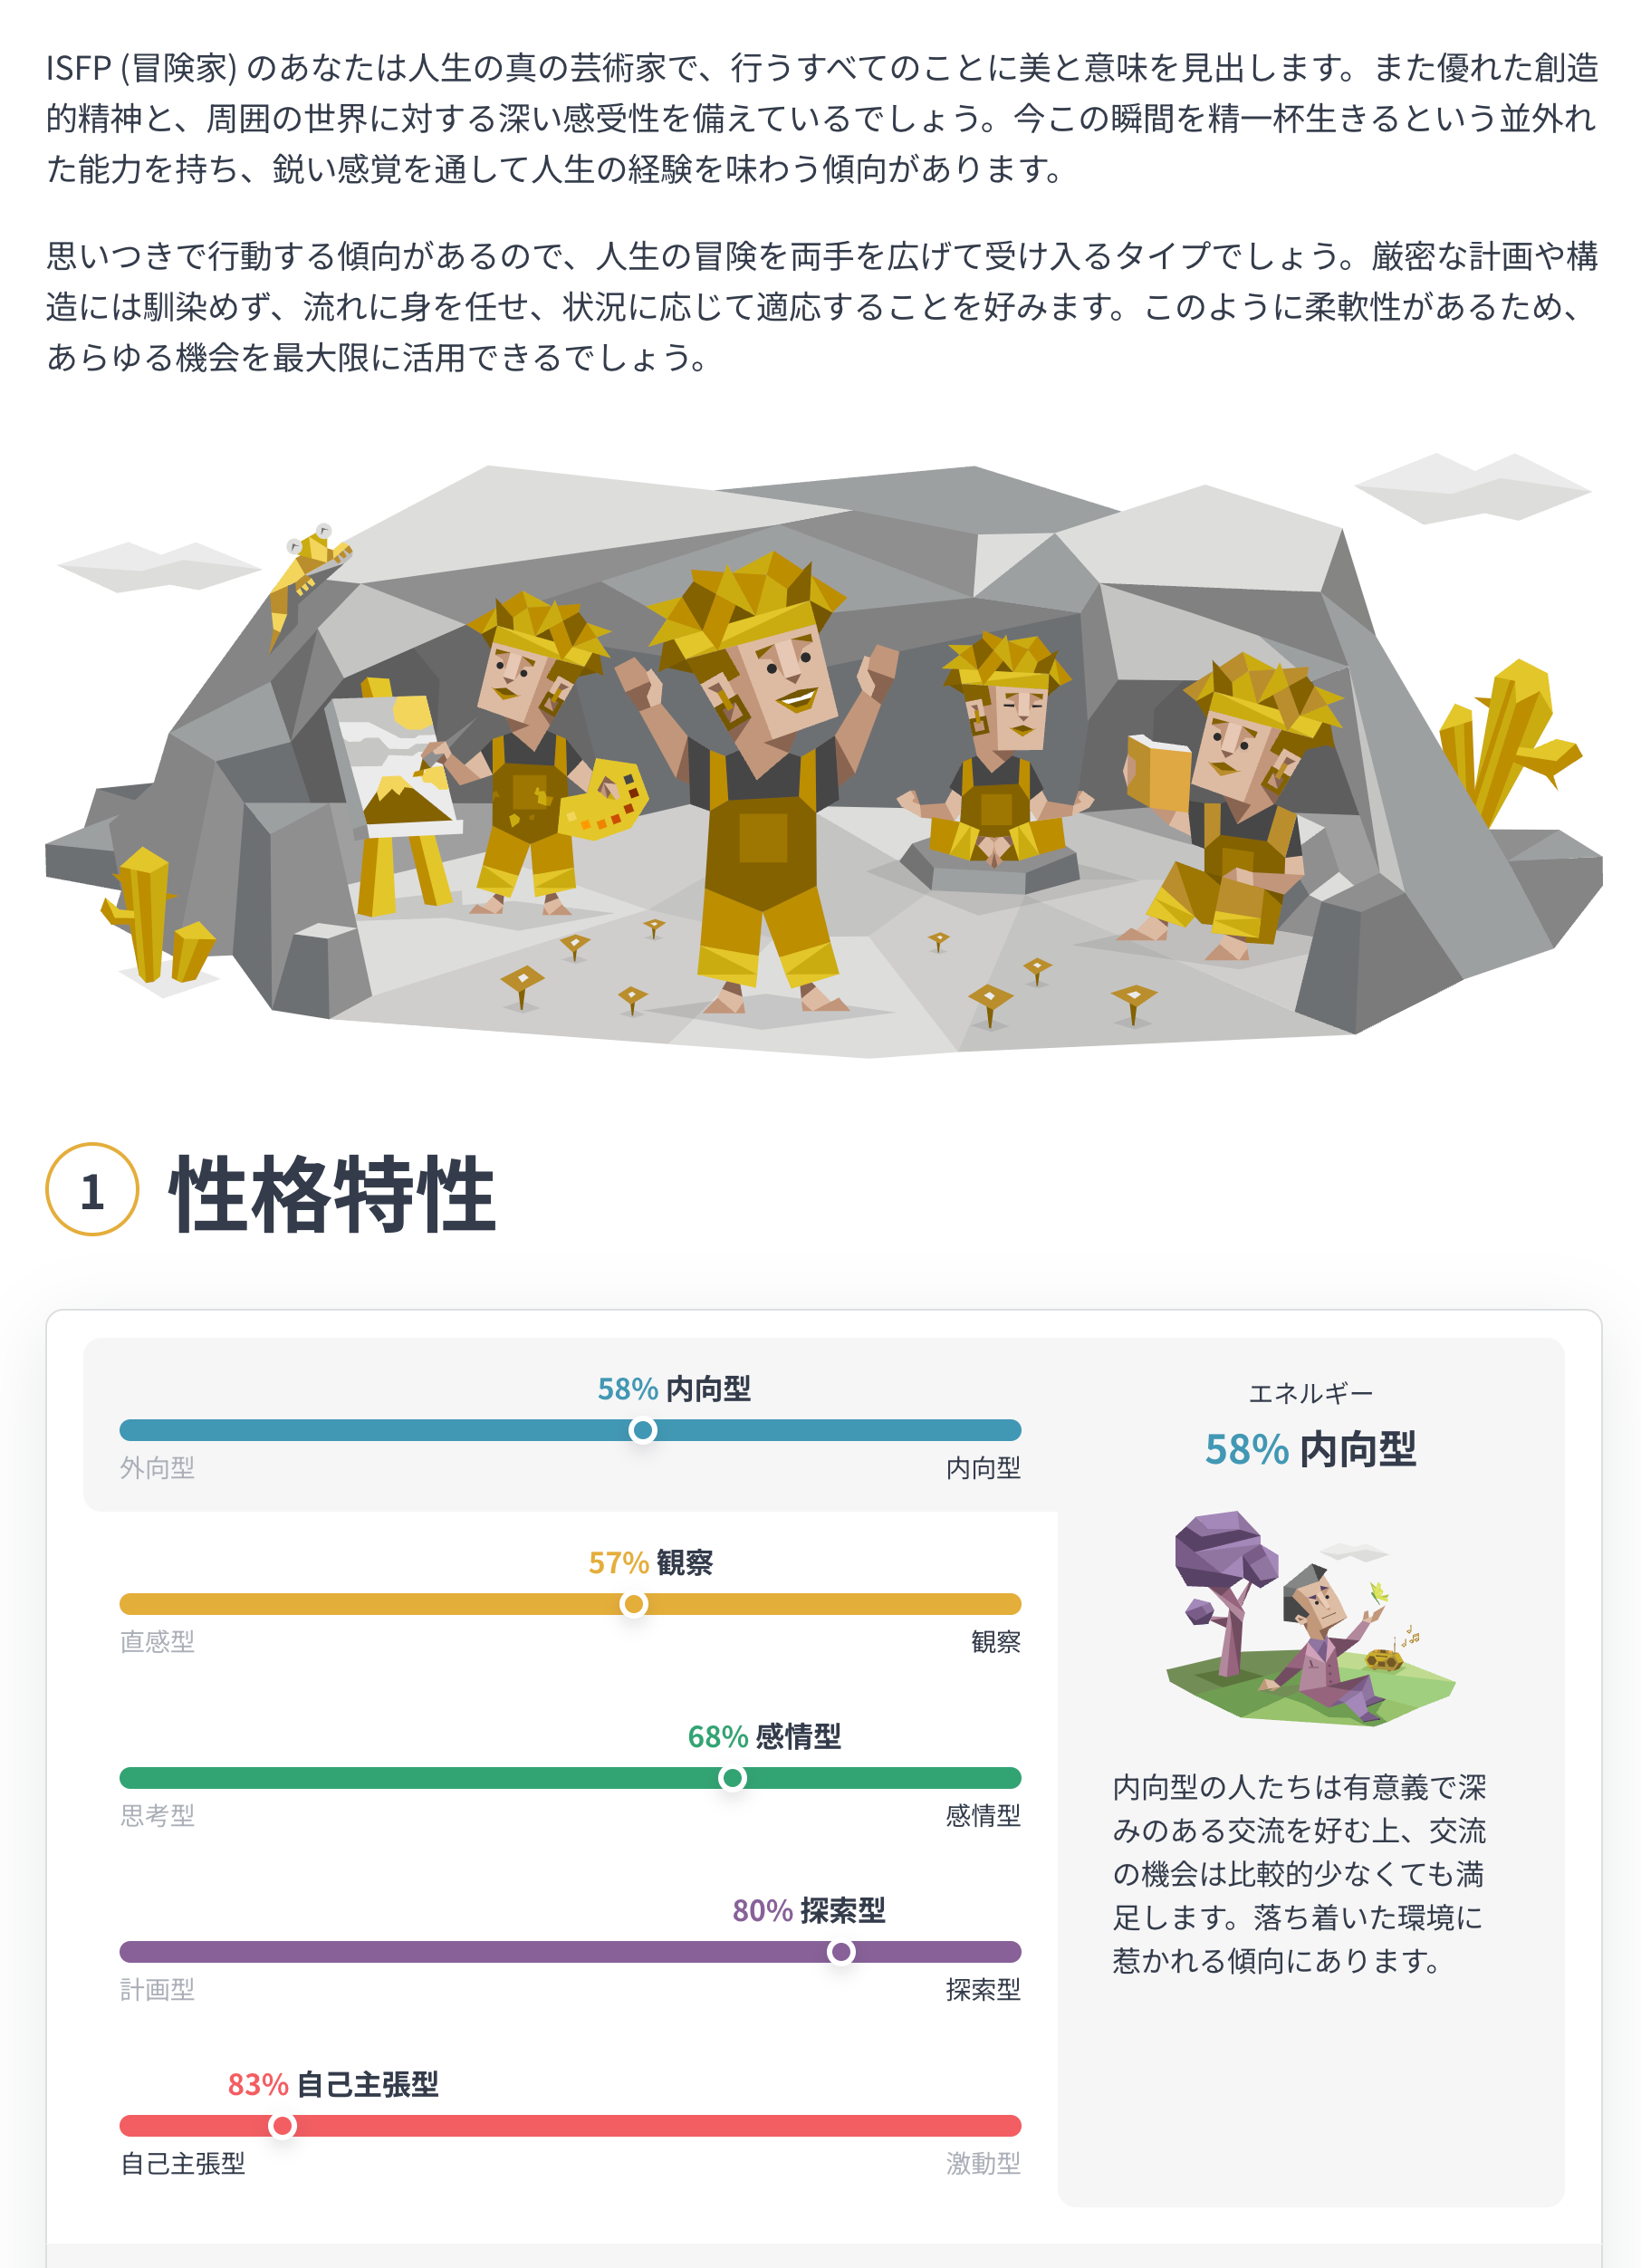 ISFP (冒険家) のあなたは人生の真の芸術家で、行うすべてのことに美と意味を見出します。また優れた創造
的精神と、周囲の世界に対する深い感受性を備えているでしょう。今この瞬間を精一杯生きるという並外れ
た能力を持ち、鋭い感覚を通して人生の経験を味わう傾向があります。
思いつきで行動する傾向があるので、人生の冒険を両手を広げて受け入るタイプでしょう。厳密な計画や構
造には馴染めず、流れに身を任せ、状況に応じて適応することを好みます。このように柔軟性があるため、
あらゆる機会を最大限に活用できるでしょう。
1 性格特性
58% 内向型
外向型 内向型
57% 観察
直感型 観察
68% 感情型
思考型 感情型
80% 探索型
計画型 探索型
83% 自己主張型
自己主張型 激動型
エネルギー
58% 内向型
内向型の人たちは有意義で深
みのある交流を好む上、交流
の機会は比較的少なくても満
足します。落ち着いた環境に
惹かれる傾向にあります。